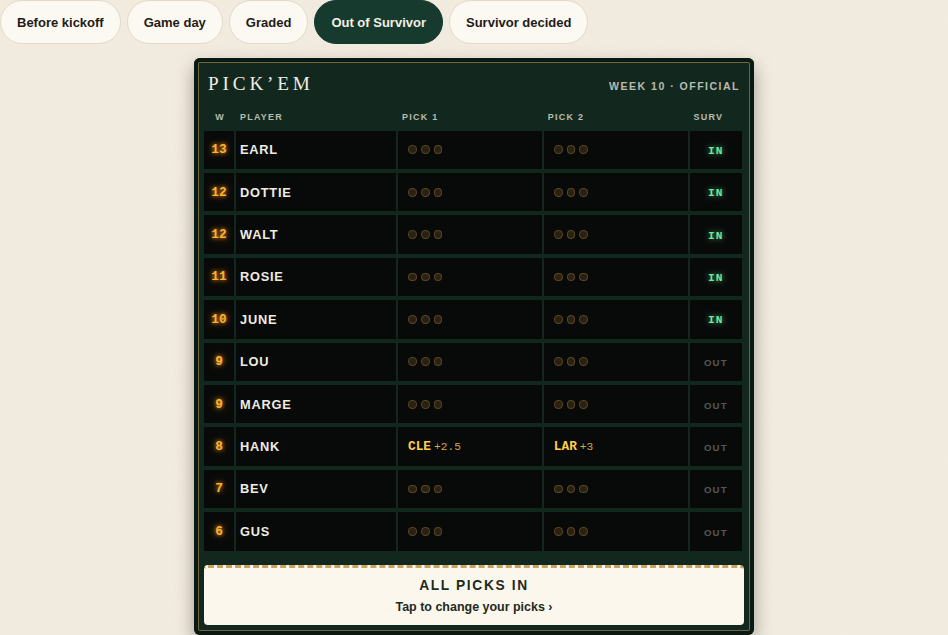 Before kickoff Game day Graded Out of Survivor Survivor decided
PICK’EM WEEK 10 · OFFICIAL
W PLAYER PICK 1 PICK 2 SURV
13 EARL IN
12 DOTTIE IN
12 WALT IN
11 ROSIE IN
10 JUNE IN
9 LOU OUT
9 MARGE OUT
8 HANK CLE +2.5 LAR +3 OUT
7 BEV OUT
6 GUS OUT
ALL PICKS IN
Tap to change your picks ›